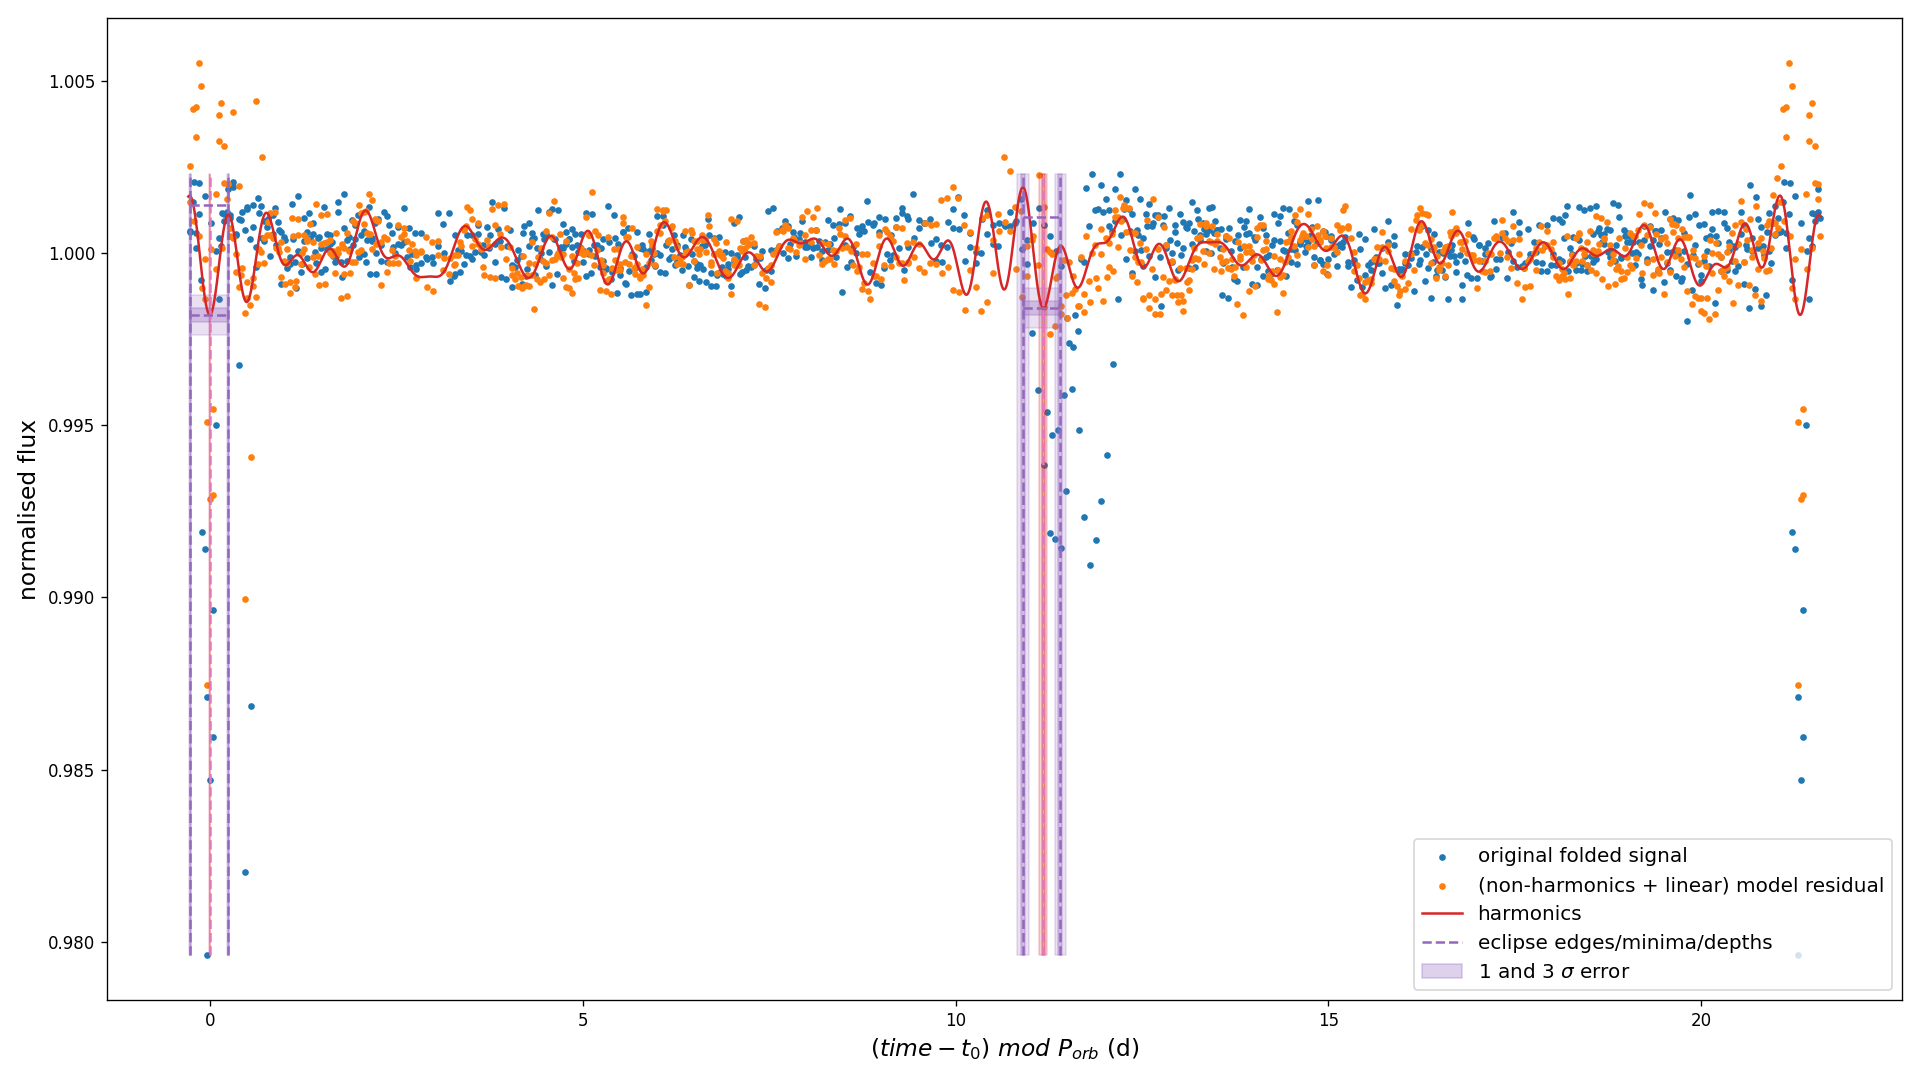 1.005
1.000
0.995
0.990
0.985
0.980
normalised flux
0 5 10 15 20
(time − t₀) mod P_orb (d)
original folded signal
(non-harmonics + linear) model residual
harmonics
eclipse edges/minima/depths
1 and 3 σ error